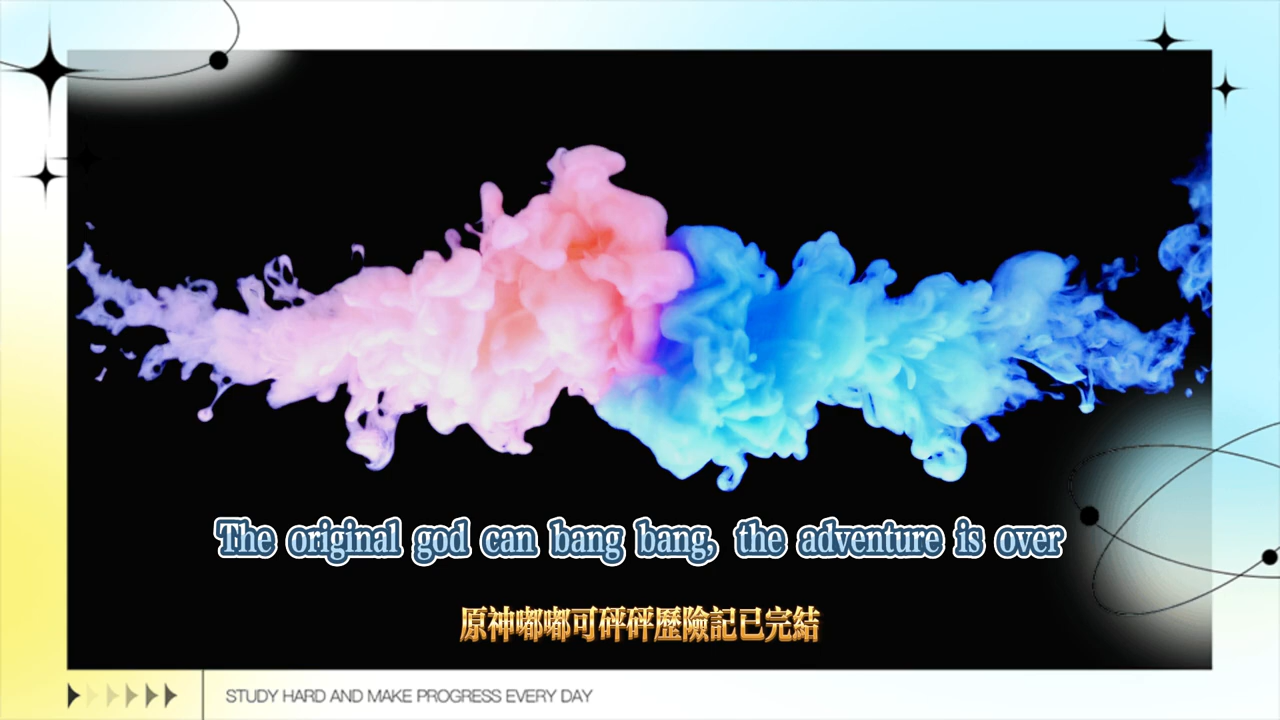 The original god can bang bang, the adventure is over
原神嘟嘟可砰砰歷險記已完結
STUDY HARD AND MAKE PROGRESS EVERY DAY